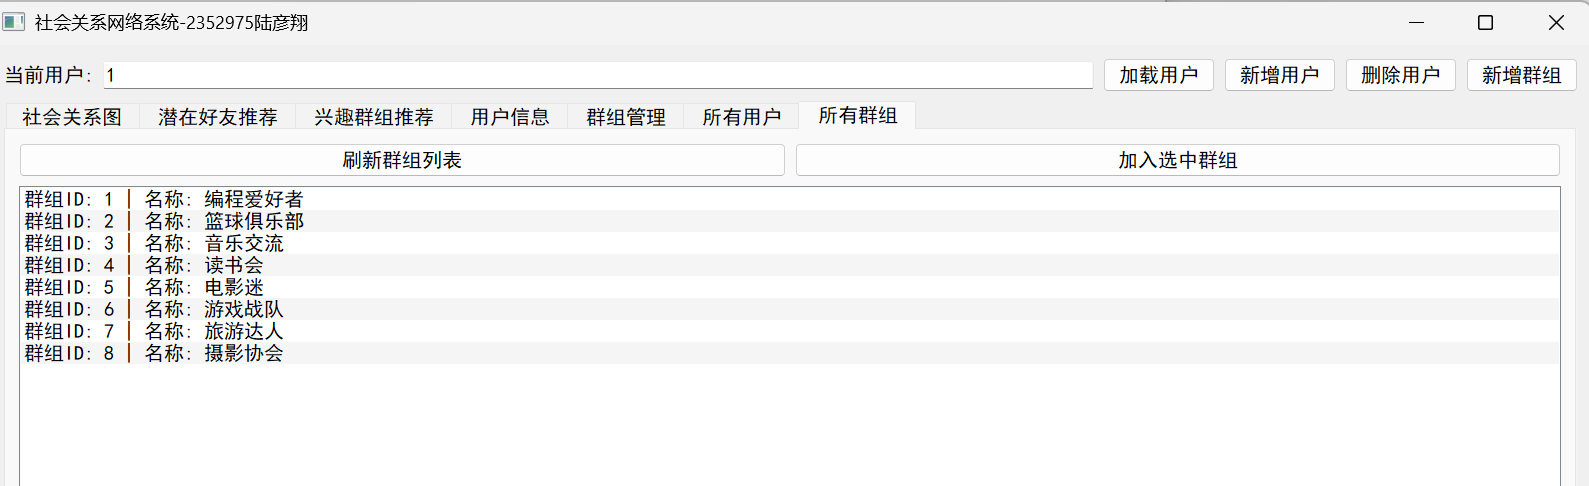 社会关系网络系统-2352975陆彦翔
当前用户: 1 加载用户 新增用户 删除用户 新增群组
社会关系图 潜在好友推荐 兴趣群组推荐 用户信息 群组管理 所有用户 所有群组
刷新群组列表 加入选中群组
群组ID: 1 | 名称: 编程爱好者
群组ID: 2 | 名称: 篮球俱乐部
群组ID: 3 | 名称: 音乐交流
群组ID: 4 | 名称: 读书会
群组ID: 5 | 名称: 电影迷
群组ID: 6 | 名称: 游戏战队
群组ID: 7 | 名称: 旅游达人
群组ID: 8 | 名称: 摄影协会